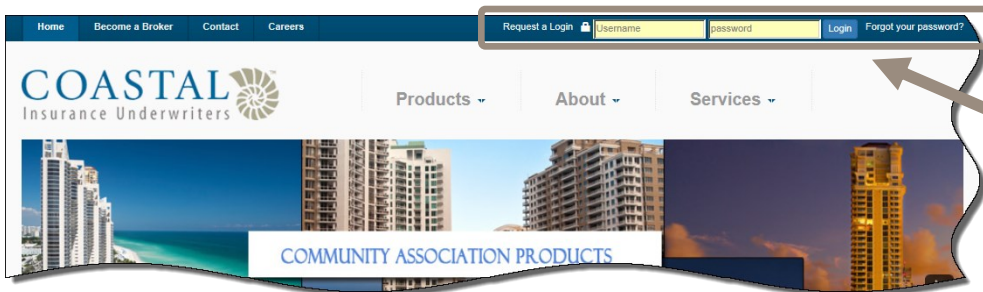 Home Become a Broker Contact Careers Request a Login Username password Login Forgot your password?
COASTAL
Insurance Underwriters
Products About Services
COMMUNITY ASSOCIATION PRODUCTS